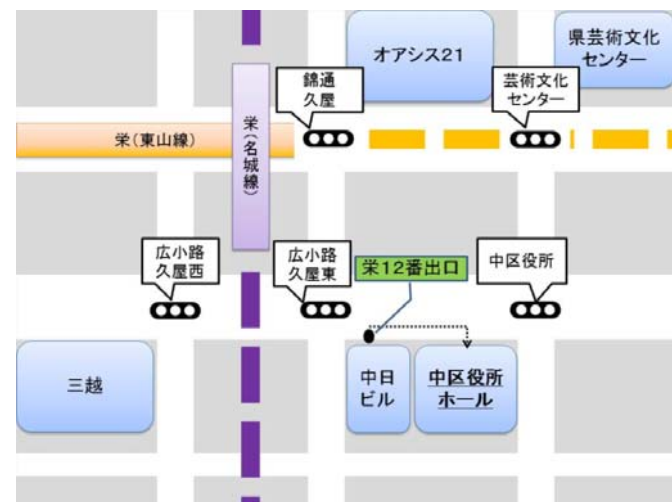 オアシス21
県芸術文化
センター
錦通
久屋
芸術文化
センター
栄(東山線)
栄(名城線)
広小路
久屋西
広小路
久屋東
栄12番出口
中区役所
三越
中日
ビル
中区役所
ホール